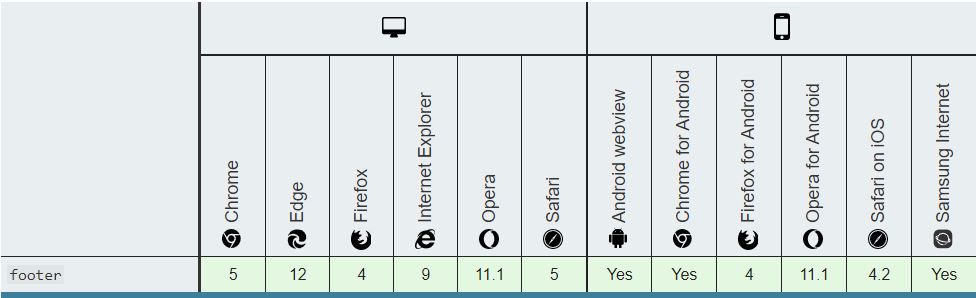 Chrome
Edge
Firefox
Internet Explorer
Opera
Safari
Android webview
Chrome for Android
Firefox for Android
Opera for Android
Safari on iOS
Samsung Internet
footer 5 12 4 9 11.1 5 Yes Yes 4 11.1 4.2 Yes